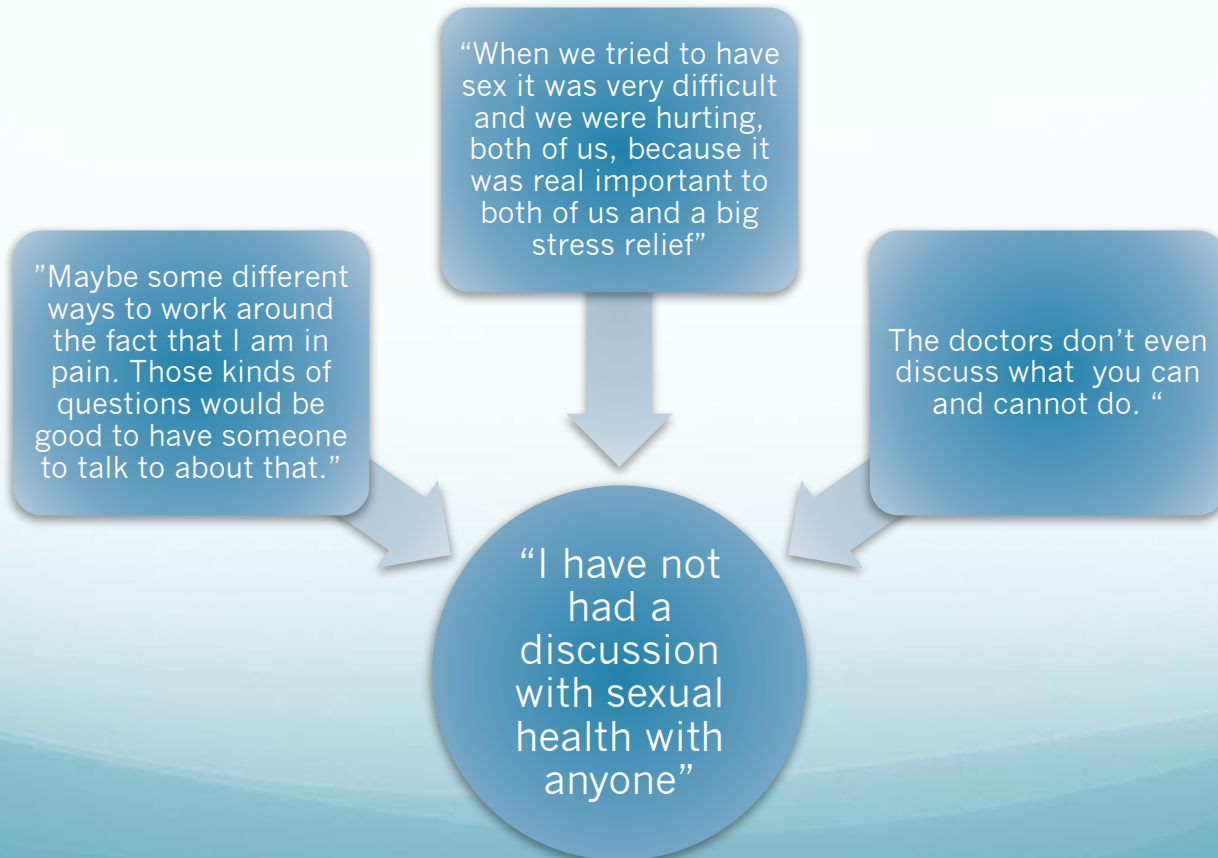 “When we tried to have
sex it was very difficult
and we were hurting,
both of us, because it
was real important to
both of us and a big
stress relief”
”Maybe some different
ways to work around
the fact that I am in
pain. Those kinds of
questions would be
good to have someone
to talk to about that.”
The doctors don’t even
discuss what  you can
and cannot do. “
“I have not
had a
discussion
with sexual
health with
anyone”